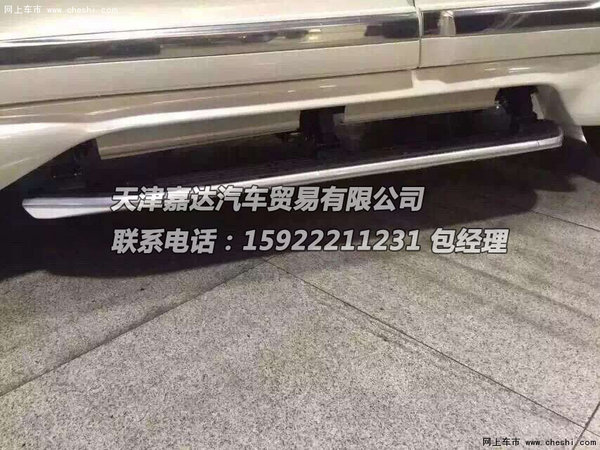 网上车市 www.cheshi.com
天津嘉达汽车贸易有限公司
联系电话：15922211231 包经理
网上车市 www.cheshi.com